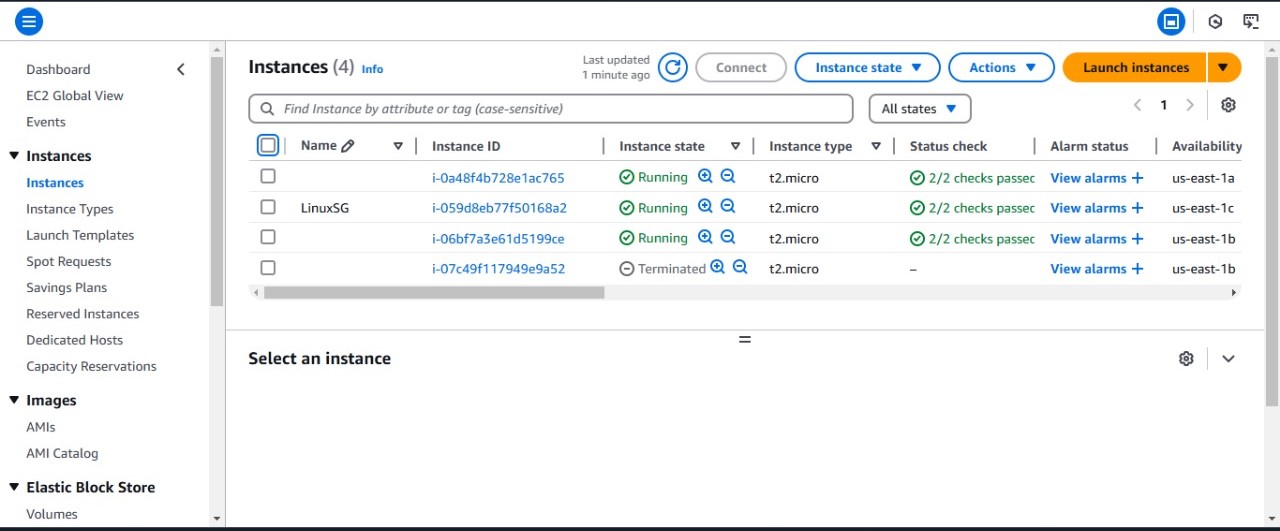 Dashboard
EC2 Global View
Events
Instances
Instances
Instance Types
Launch Templates
Spot Requests
Savings Plans
Reserved Instances
Dedicated Hosts
Capacity Reservations
Images
AMIs
AMI Catalog
Elastic Block Store
Volumes
Instances (4) Info
Last updated
1 minute ago
Connect
Instance state
Actions
Launch instances
Find Instance by attribute or tag (case-sensitive)
All states
1
Name Instance ID Instance state Instance type Status check Alarm status Availability
i-0a48f4b728e1ac765 Running t2.micro 2/2 checks passec View alarms + us-east-1a
LinuxSG i-059d8eb77f50168a2 Running t2.micro 2/2 checks passec View alarms + us-east-1c
i-06bf7a3e61d5199ce Running t2.micro 2/2 checks passec View alarms + us-east-1b
i-07c49f117949e9a52 Terminated t2.micro – View alarms + us-east-1b
Select an instance